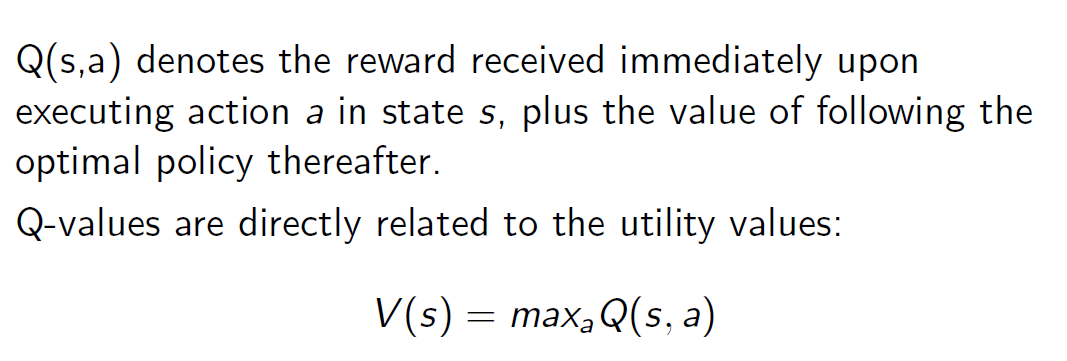 Q(s,a) denotes the reward received immediately upon
executing action a in state s, plus the value of following the
optimal policy thereafter.
Q-values are directly related to the utility values:
V(s) = maxₐQ(s, a)